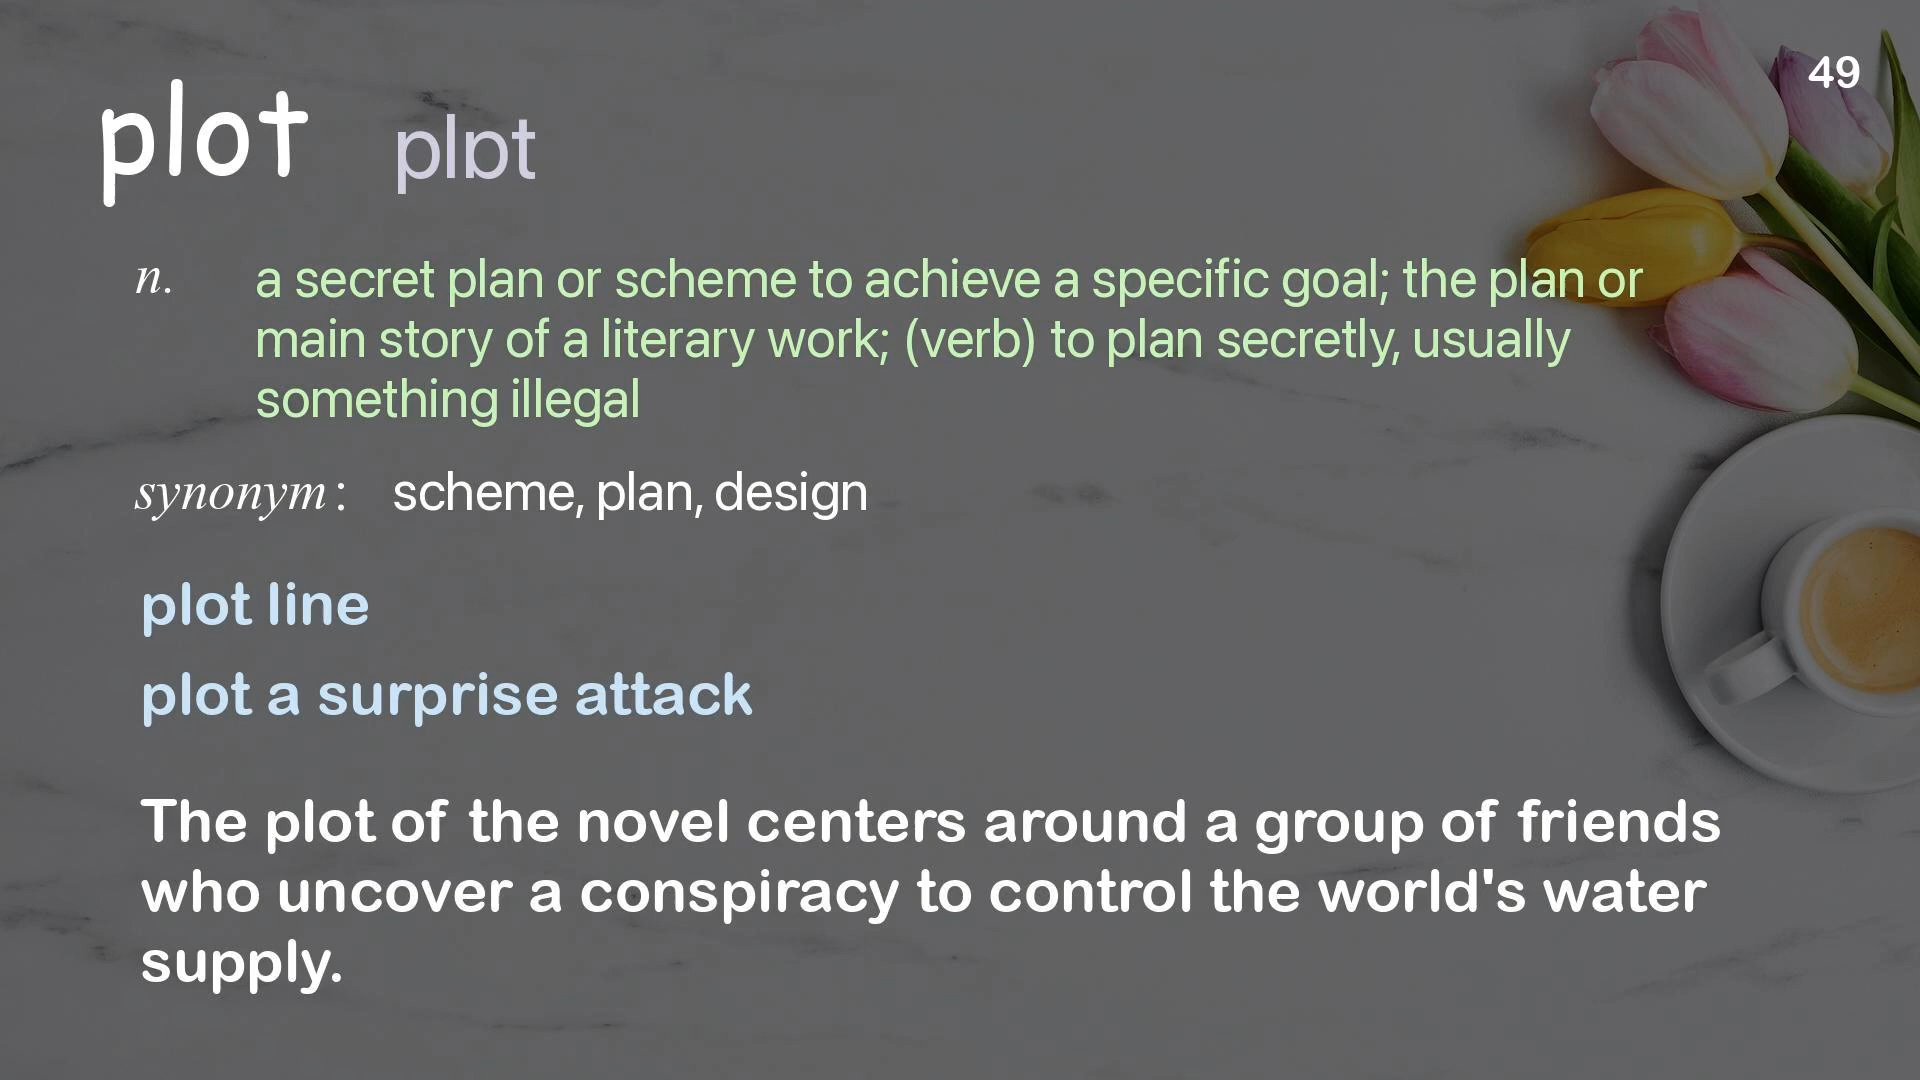 49
plot plɒt
n. a secret plan or scheme to achieve a specific goal; the plan or
main story of a literary work; (verb) to plan secretly, usually
something illegal
synonym : scheme, plan, design
plot line
plot a surprise attack
The plot of the novel centers around a group of friends
who uncover a conspiracy to control the world's water
supply.